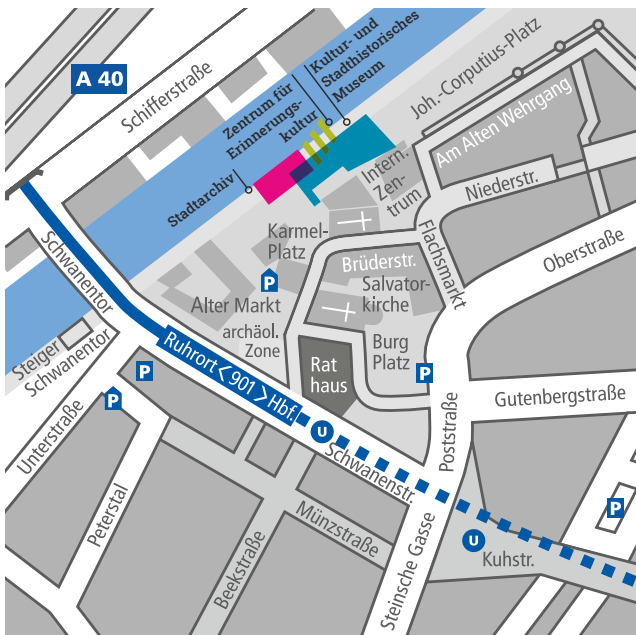 A 40
Schifferstraße
Zentrum für
Erinnerungs-
kultur
Kultur- und
Stadthistorisches
Museum
Stadtarchiv
Joh.-Corputius-Platz
Am Alten Wehrgang
Intern.
Zen-
trum
Niederstr.
Flachsmarkt
Oberstraße
Karmel-
Platz
Brüderstr.
Salvator-
kirche
P
Alter Markt
archäol.
Zone
Schwanentor
Steiger
Schwanentor
Ruhrort <901> Hbf.
Rat
haus
Burg
Platz
P
P
P
Unterstraße
Gutenbergstraße
Poststraße
U
Schwanenstr.
Peterstal
Münzstraße
Beekstraße
Steinsche Gasse
P
U
Kuhstr.